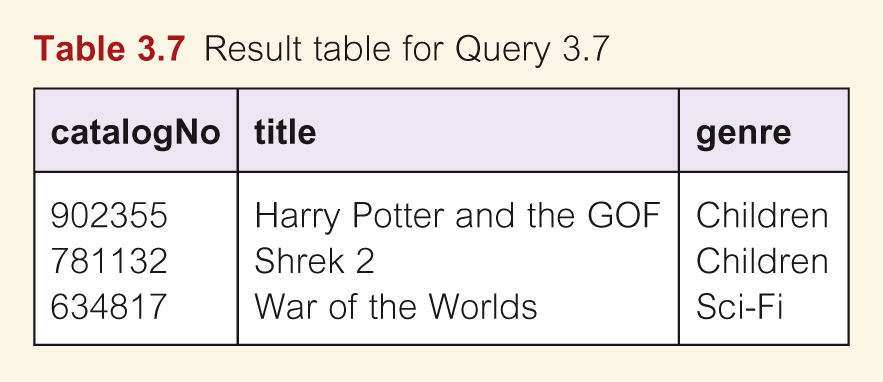 Table 3.7 Result table for Query 3.7
catalogNo title genre
902355 Harry Potter and the GOF Children
781132 Shrek 2 Children
634817 War of the Worlds Sci-Fi